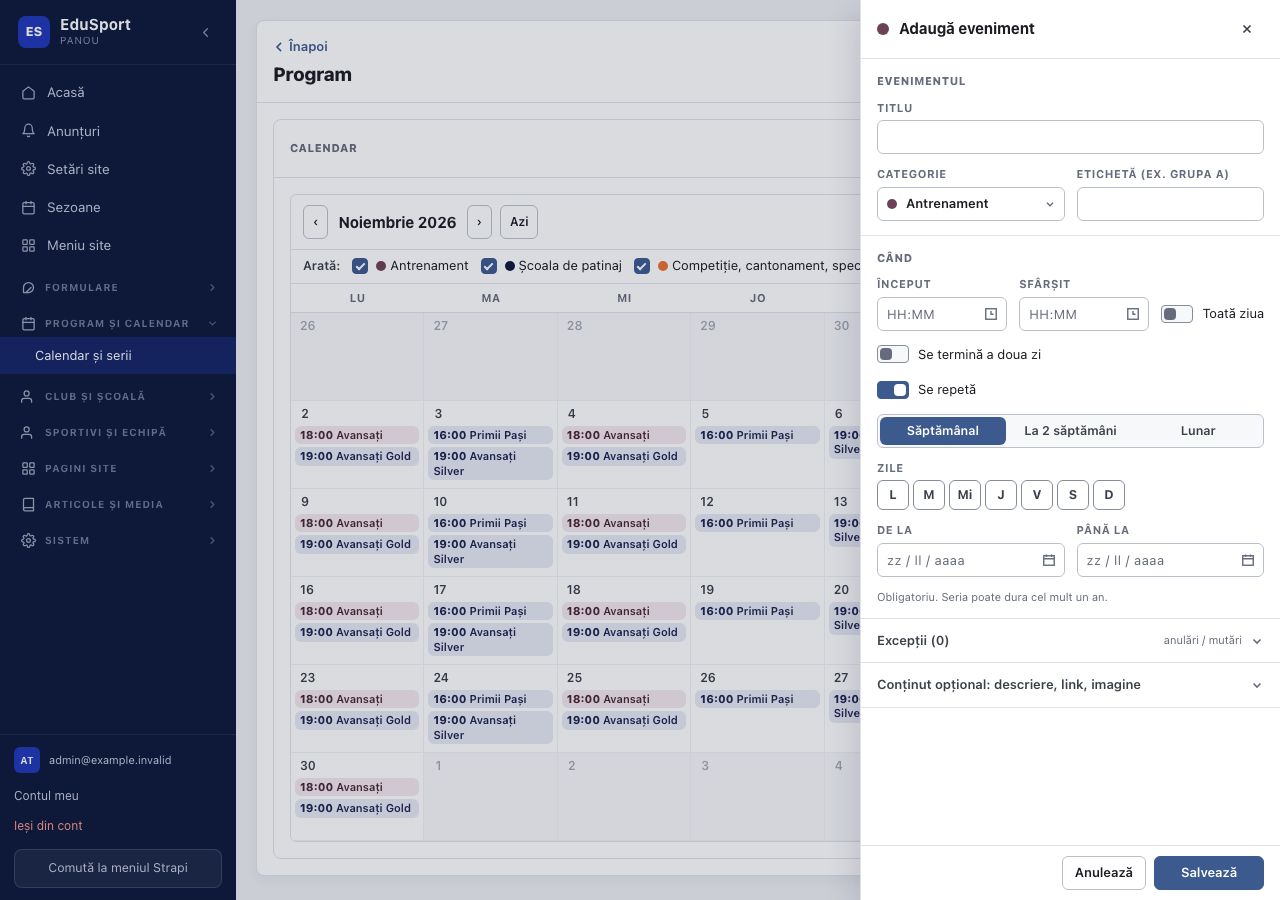 ES
EduSport
PANOU
Acasă
Anunțuri
Setări site
Sezoane
Meniu site
FORMULARE
PROGRAM ȘI CALENDAR
Calendar și serii
CLUB ȘI ȘCOALĂ
SPORTIVI ȘI ECHIPĂ
PAGINI SITE
ARTICOLE ȘI MEDIA
SISTEM
AT admin@example.invalid
Contul meu
Ieși din cont
Comută la meniul Strapi
Înapoi
Program
CALENDAR
‹ Noiembrie 2026 › Azi
Arată: Antrenament Școala de patinaj Competiție, cantonament, spec
LU MA MI JO
26 27 28 29 30
2 3 4 5 6
18:00 Avansați 16:00 Primii Pași 18:00 Avansați 16:00 Primii Pași 19:0
19:00 Avansați Gold 19:00 Avansați 19:00 Avansați Gold Silve
Silver
9 10 11 12 13
18:00 Avansați 16:00 Primii Pași 18:00 Avansați 16:00 Primii Pași 19:0
19:00 Avansați Gold 19:00 Avansați 19:00 Avansați Gold Silve
Silver
16 17 18 19 20
18:00 Avansați 16:00 Primii Pași 18:00 Avansați 16:00 Primii Pași 19:0
19:00 Avansați Gold 19:00 Avansați 19:00 Avansați Gold Silve
Silver
23 24 25 26 27
18:00 Avansați 16:00 Primii Pași 18:00 Avansați 16:00 Primii Pași 19:0
19:00 Avansați Gold 19:00 Avansați 19:00 Avansați Gold Silve
Silver
30 1 2 3 4
18:00 Avansați
19:00 Avansați Gold
Adaugă eveniment
EVENIMENTUL
TITLU
CATEGORIE ETICHETĂ (EX. GRUPA A)
Antrenament
CÂND
ÎNCEPUT SFÂRȘIT
HH:MM HH:MM Toată ziua
Se termină a doua zi
Se repetă
Săptămânal La 2 săptămâni Lunar
ZILE
L M Mi J V S D
DE LA PÂNĂ LA
zz / ll / aaaa zz / ll / aaaa
Obligatoriu. Seria poate dura cel mult un an.
Excepții (0) anulări / mutări
Conținut opțional: descriere, link, imagine
Anulează Salvează